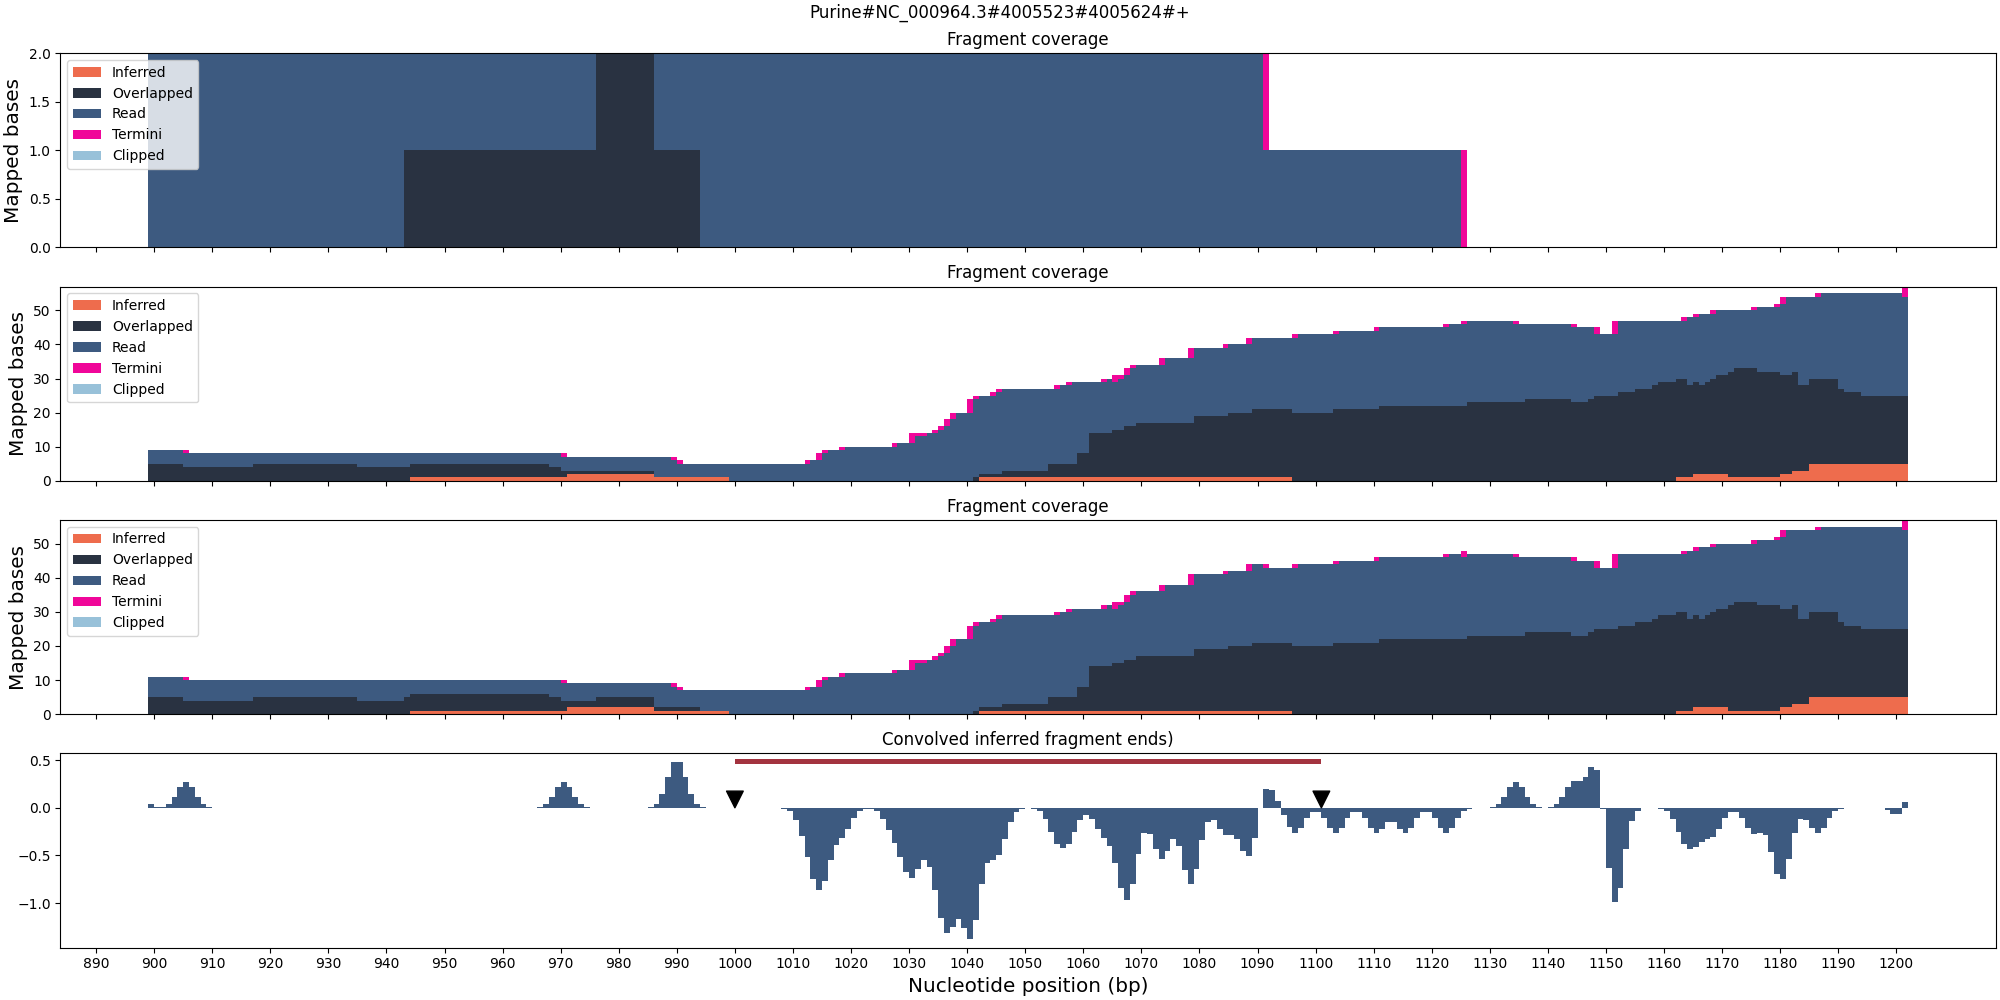 Purine#NC_000964.3#4005523#4005624#+
Fragment coverage
Mapped bases
2.0
1.5
1.0
0.5
0.0
Inferred
Overlapped
Read
Termini
Clipped
Fragment coverage
Mapped bases
50
40
30
20
10
0
Inferred
Overlapped
Read
Termini
Clipped
Fragment coverage
Mapped bases
50
40
30
20
10
0
Inferred
Overlapped
Read
Termini
Clipped
Convolved inferred fragment ends)
0.5
0.0
−0.5
−1.0
890 900 910 920 930 940 950 960 970 980 990 1000 1010 1020 1030 1040 1050 1060 1070 1080 1090 1100 1110 1120 1130 1140 1150 1160 1170 1180 1190 1200
Nucleotide position (bp)